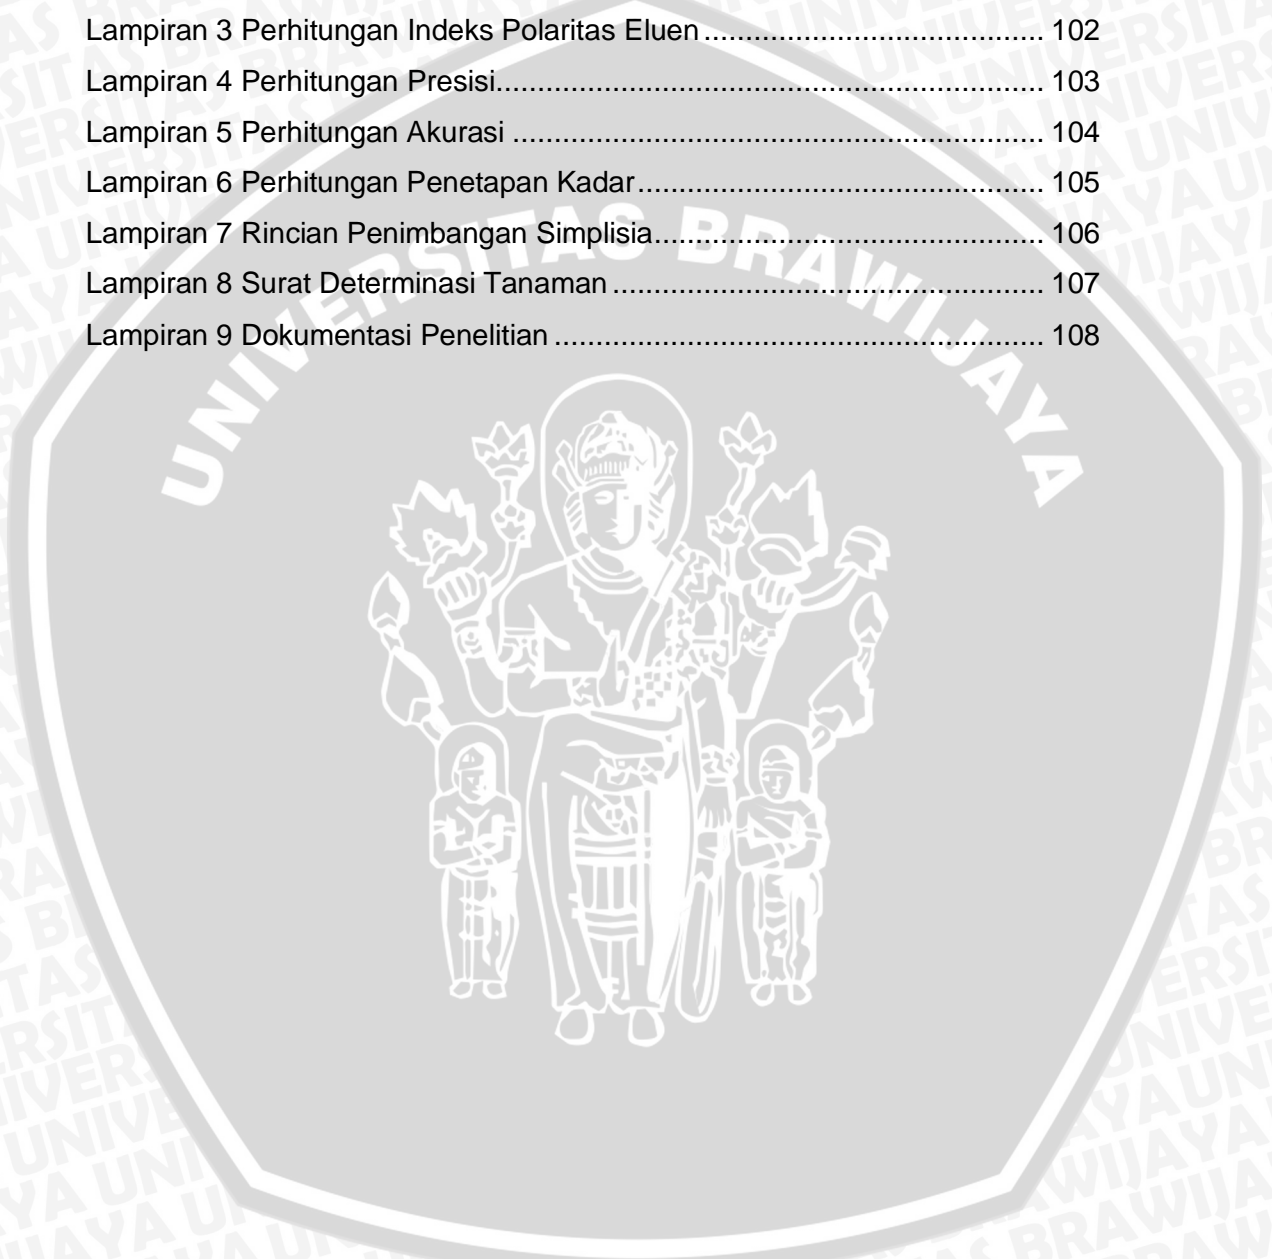 Lampiran 3 Perhitungan Indeks Polaritas Eluen ......................................... 102
Lampiran 4 Perhitungan Presisi.................................................................. 103
Lampiran 5 Perhitungan Akurasi ................................................................ 104
Lampiran 6 Perhitungan Penetapan Kadar ................................................. 105
Lampiran 7 Rincian Penimbangan Simplisia............................................... 106
Lampiran 8 Surat Determinasi Tanaman .................................................... 107
Lampiran 9 Dokumentasi Penelitian ........................................................... 108
UNIVERSITAS BRAWIJAYA